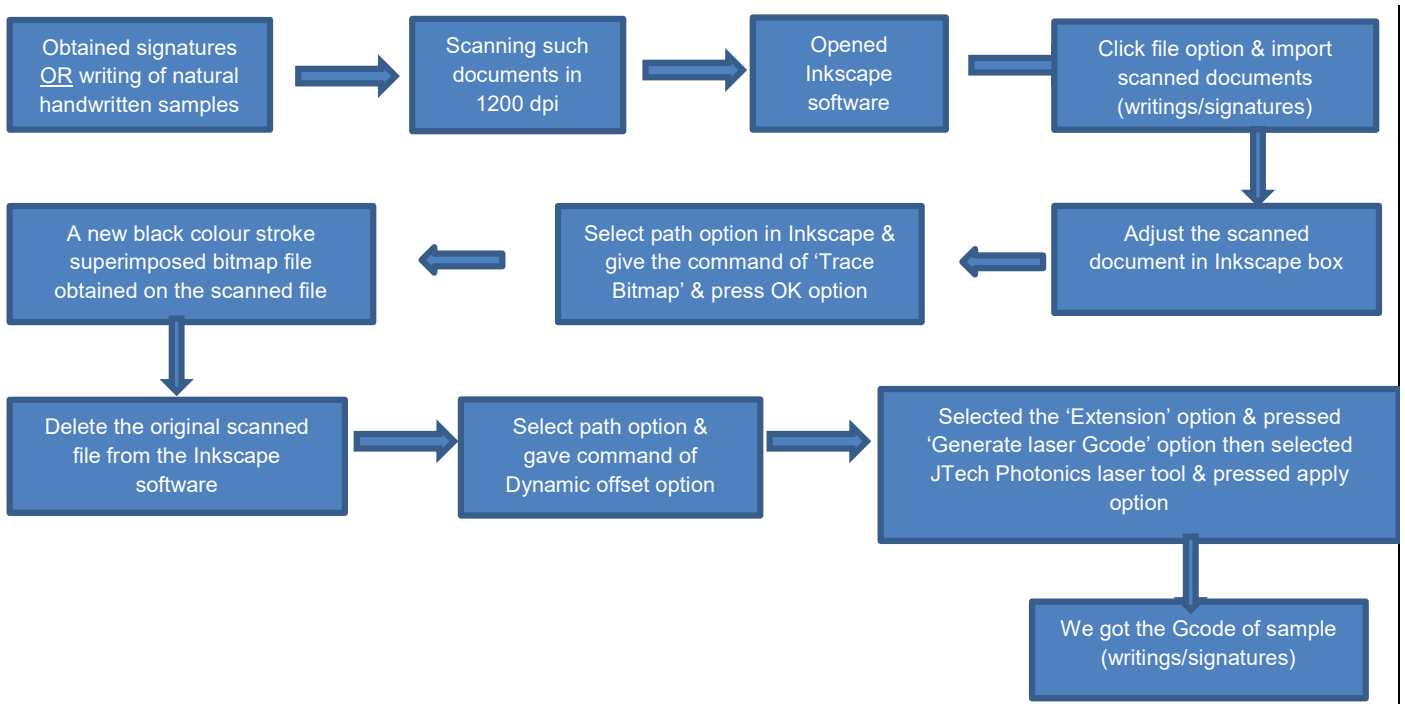 Obtained signatures
OR writing of natural
handwritten samples
Scanning such
documents in
1200 dpi
Opened
Inkscape
software
Click file option & import
scanned documents
(writings/signatures)
Adjust the scanned
document in Inkscape box
Select path option in Inkscape &
give the command of ‘Trace
Bitmap’ & press OK option
A new black colour stroke
superimposed bitmap file
obtained on the scanned file
Delete the original scanned
file from the Inkscape
software
Select path option &
gave command of
Dynamic offset option
Selected the ‘Extension’ option & pressed
‘Generate laser Gcode’ option then selected
JTech Photonics laser tool & pressed apply
option
We got the Gcode of sample
(writings/signatures)